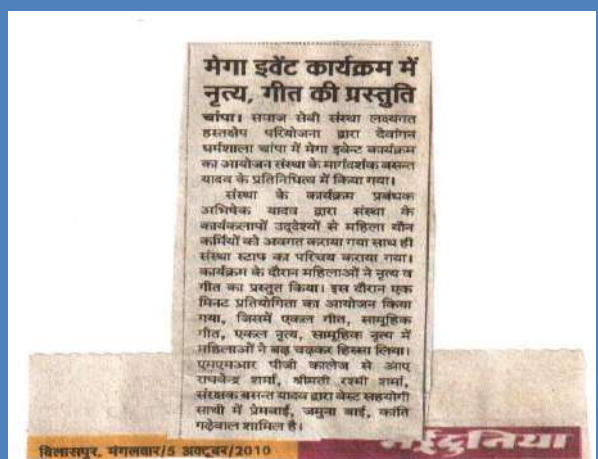 मेगा इवेंट कार्यक्रम में
नृत्य, गीत की प्रस्तुति
चांपा। समाज सेवी संस्था लक्ष्यगत
हस्तक्षेप परियोजना द्वारा देवांगन
धर्मशाला चांपा में मेगा इवेन्ट कार्यक्रम
का आयोजन संस्था के मार्गदर्शक बसन्त
यादव के प्रतिनिधित्व में किया गया।
संस्था के कार्यक्रम प्रबंधक
अभिषेक यादव द्वारा संस्था के
कार्यकलापों उद्देश्यों से महिला यौन
कर्मियों को अवगत कराया गया साथ ही
संस्था स्टाफ का परिचय कराया गया।
कार्यक्रम के दौरान महिलाओं ने नृत्य व
गीत का प्रस्तुत किया। इस दौरान एक
मिनट प्रतियोगिता का आयोजन किया
गया, जिसमें एकल गीत, सामूहिक
गीत, एकल नृत्य, सामूहिक नृत्य में
महिलाओं ने बढ़ चढ़कर हिस्सा लिया।
एमएमआर पीजी कालेज से आए
राघवेन्द्र शर्मा, श्रीमती रश्मी शर्मा,
संरक्षक बसन्त यादव द्वारा बेस्ट सहयोगी
साथी में प्रेमबाई, जमुना बाई, कांति
गढ़ेवाल शामिल है।
बिलासपुर, मंगलवार/5 अक्टूबर/2010
नईदुनिया